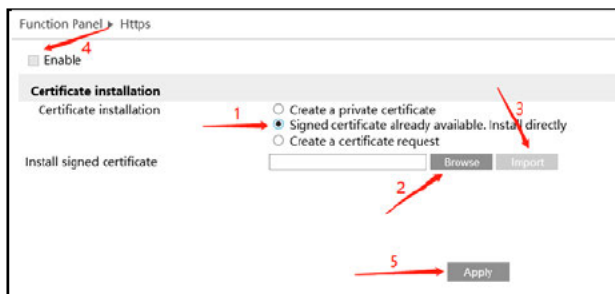 Function Panel ▸ Https
4
Enable
Certificate installation
Certificate installation
1
Create a private certificate
3
Signed certificate already available. Install directly
Create a certificate request
Install signed certificate
Browse
Import
2
5
Apply